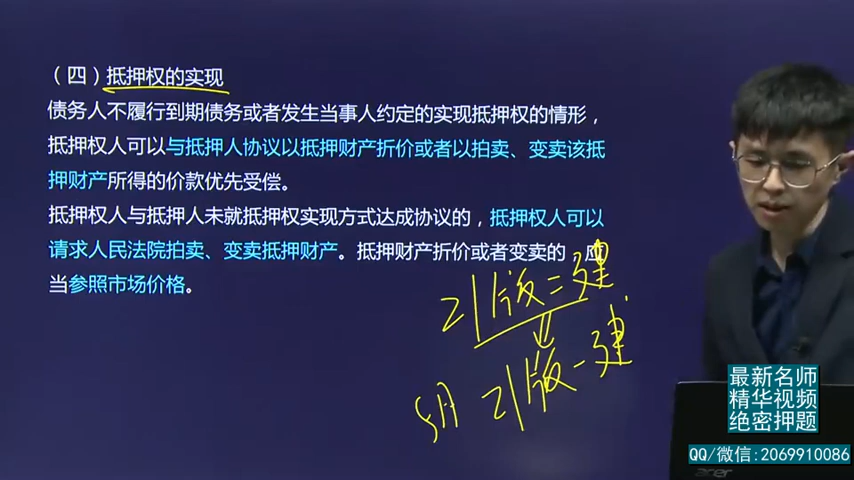 （四）抵押权的实现
债务人不履行到期债务或者发生当事人约定的实现抵押权的情形，
抵押权人可以与抵押人协议以抵押财产折价或者以拍卖、变卖该抵
押财产所得的价款优先受偿。
抵押权人与抵押人未就抵押权实现方式达成协议的，抵押权人可以
请求人民法院拍卖、变卖抵押财产。抵押财产折价或者变卖的，应
当参照市场价格。
21版二建
21版一建
5月
最新名师
精华视频
绝密押题
QQ/微信:2069910086
acer